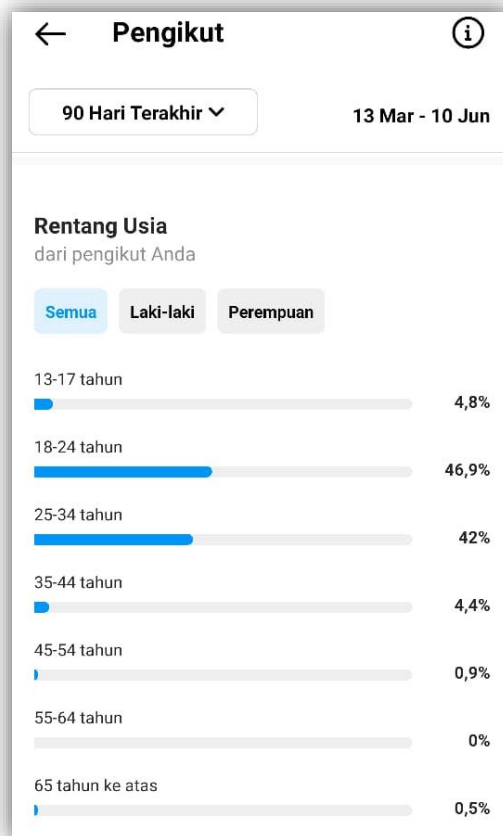 Pengikut
90 Hari Terakhir
13 Mar - 10 Jun
Rentang Usia
dari pengikut Anda
Semua Laki-laki Perempuan
13-17 tahun
4,8%
18-24 tahun
46,9%
25-34 tahun
42%
35-44 tahun
4,4%
45-54 tahun
0,9%
55-64 tahun
0%
65 tahun ke atas
0,5%